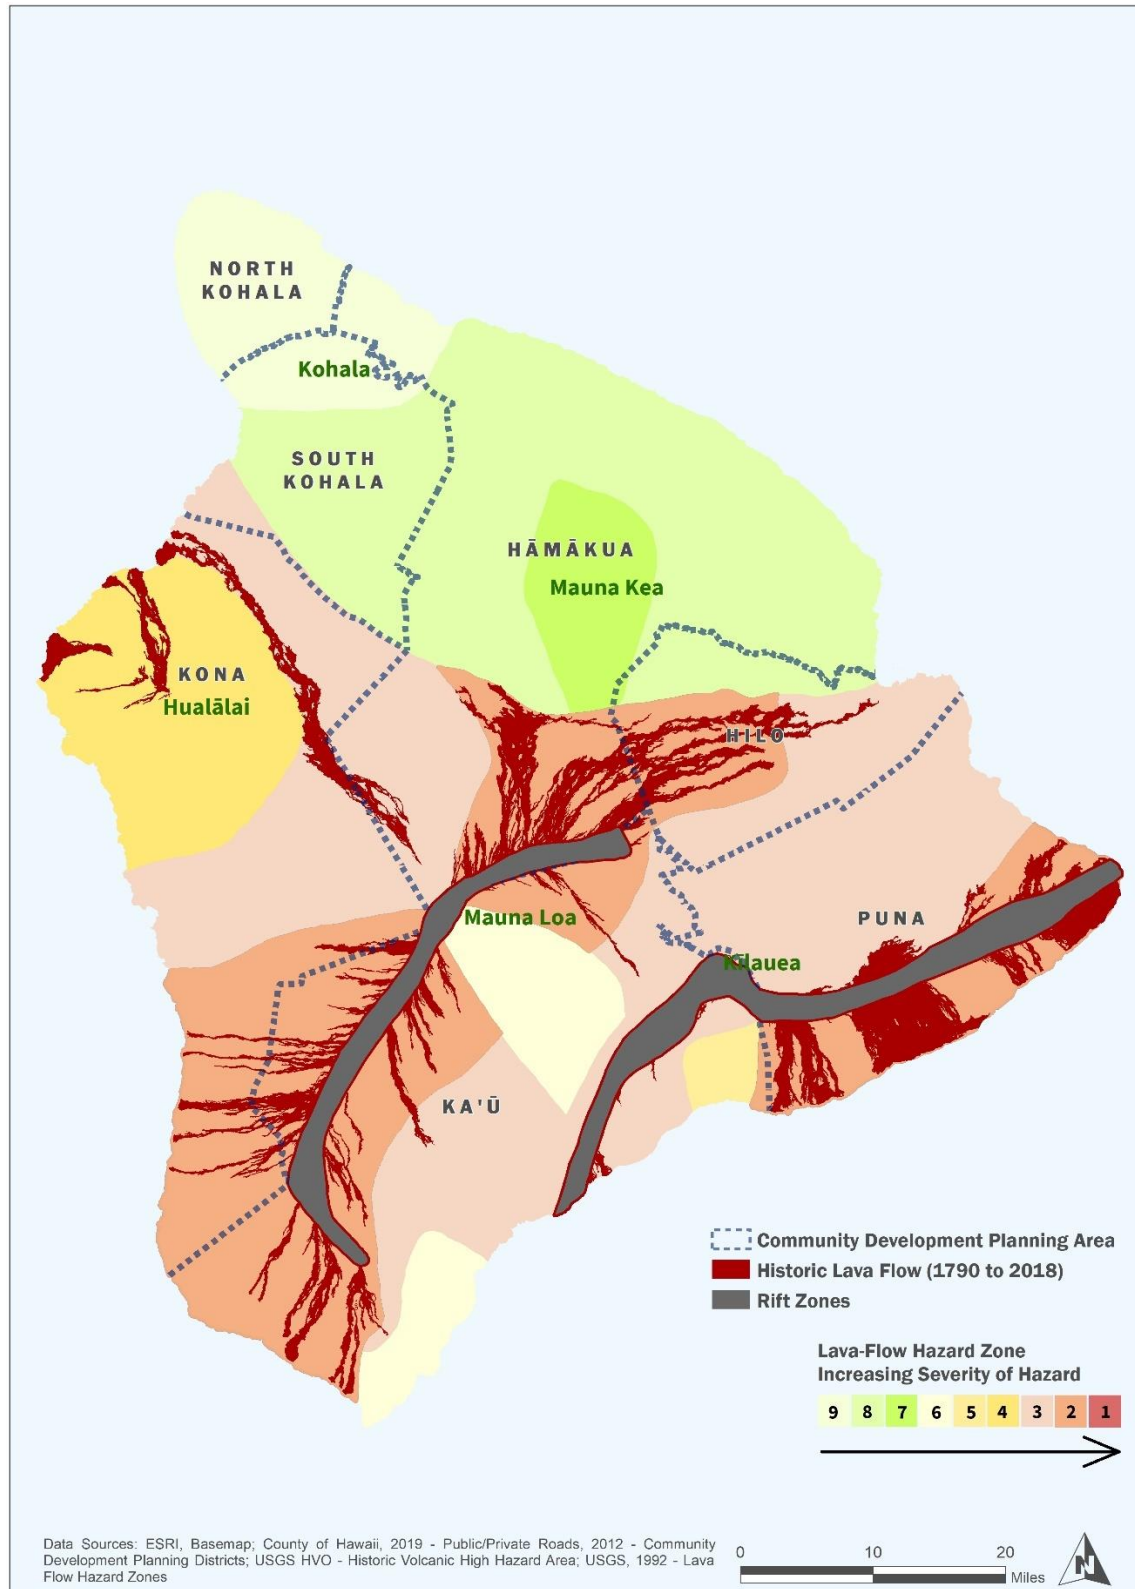 NORTH
KOHALA
Kohala
SOUTH
KOHALA
HĀMĀKUA
Mauna Kea
KONA
Hualālai
HILO
Mauna Loa
PUNA
Kīlauea
KA'Ū
Community Development Planning Area
Historic Lava Flow (1790 to 2018)
Rift Zones
Lava-Flow Hazard Zone
Increasing Severity of Hazard
9 8 7 6 5 4 3 2 1
Data Sources: ESRI, Basemap; County of Hawaii, 2019 - Public/Private Roads, 2012 - Community
Development Planning Districts; USGS HVO - Historic Volcanic High Hazard Area; USGS, 1992 - Lava
Flow Hazard Zones
0 10 20
Miles
N